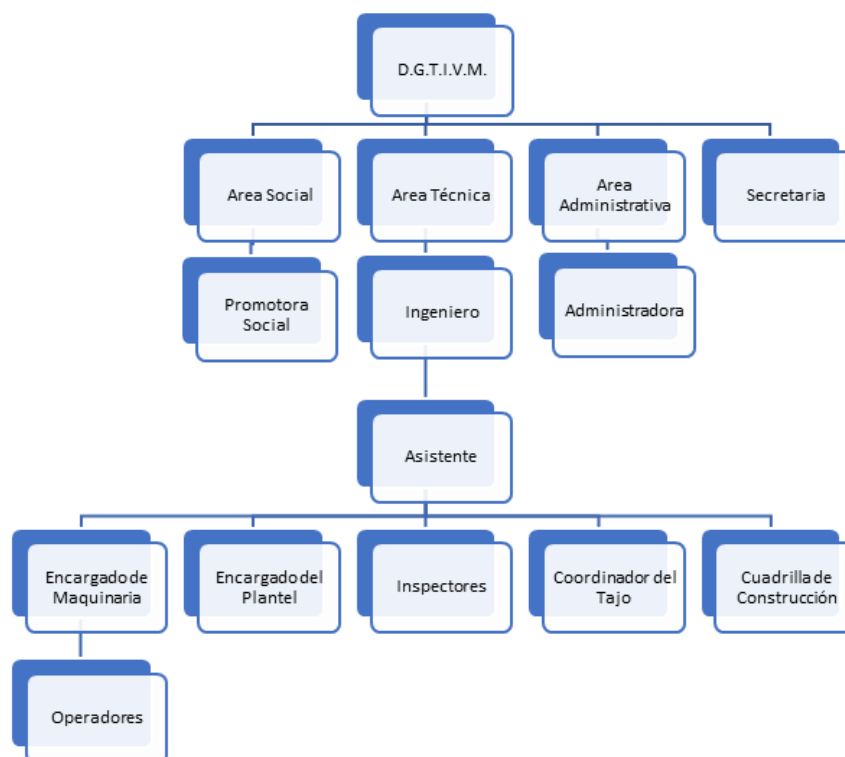 D.G.T.I.V.M.
Area Social
Area Técnica
Area
Administrativa
Secretaria
Promotora
Social
Ingeniero
Administradora
Asistente
Encargado de
Maquinaria
Encargado del
Plantel
Inspectores
Coordinador del
Tajo
Cuadrilla de
Construcción
Operadores